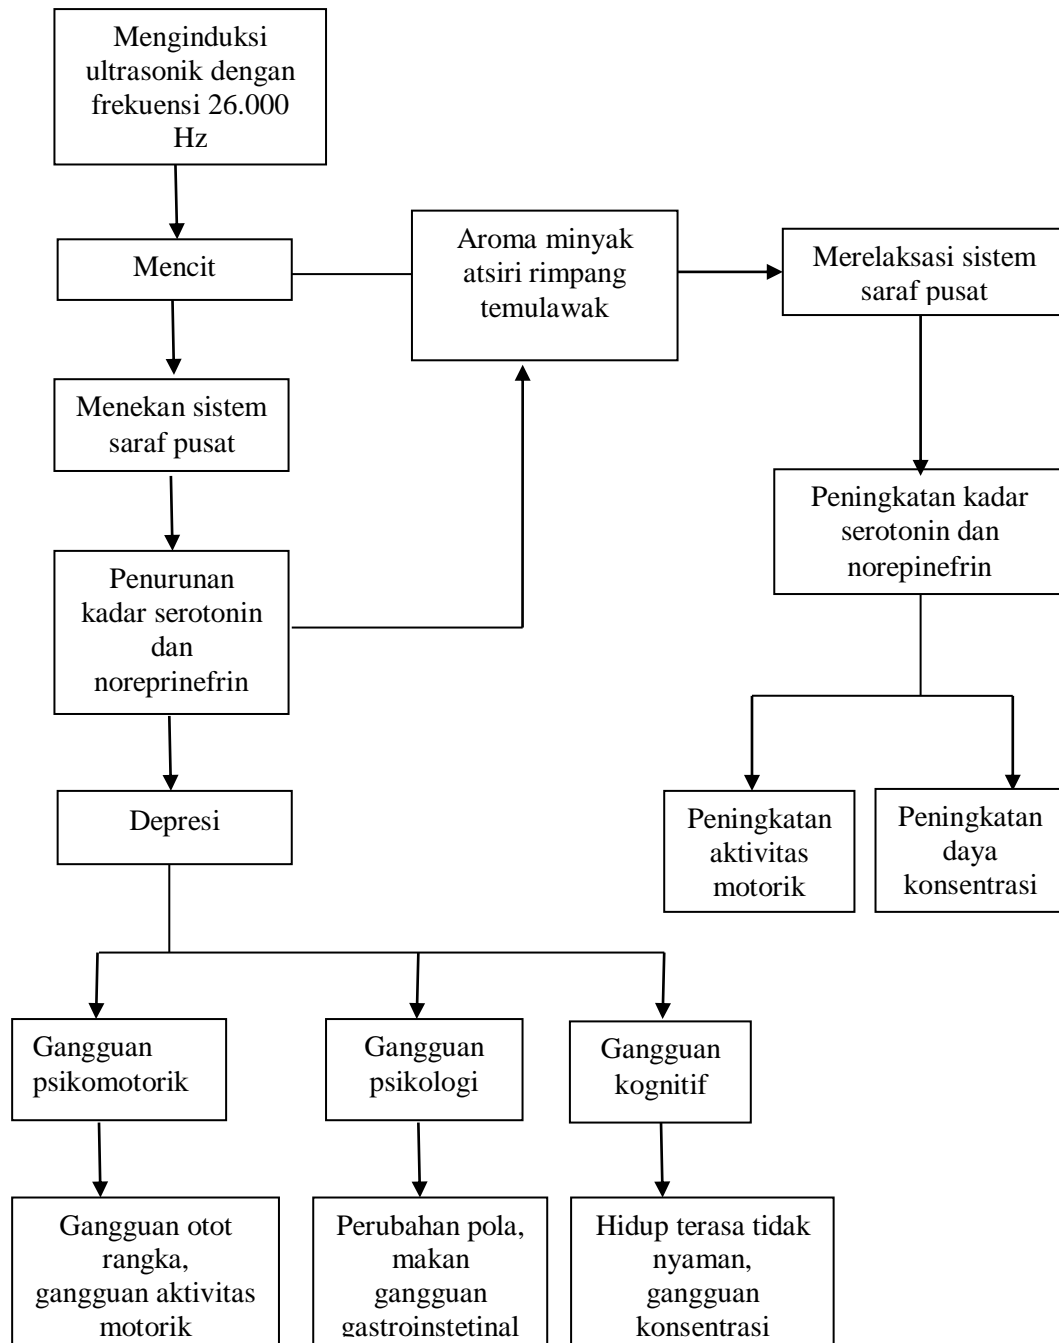 Menginduksi
ultrasonik dengan
frekuensi 26.000
Hz
Mencit
Aroma minyak
atsiri rimpang
temulawak
Merelaksasi sistem
saraf pusat
Menekan sistem
saraf pusat
Peningkatan kadar
serotonin dan
norepinefrin
Penurunan
kadar serotonin
dan
noreprinefrin
Depresi
Peningkatan
aktivitas
motorik
Peningkatan
daya
konsentrasi
Gangguan
psikomotorik
Gangguan
psikologi
Gangguan
kognitif
Gangguan otot
rangka,
gangguan aktivitas
motorik
Perubahan pola,
makan
gangguan
gastroinstetinal
Hidup terasa tidak
nyaman,
gangguan
konsentrasi